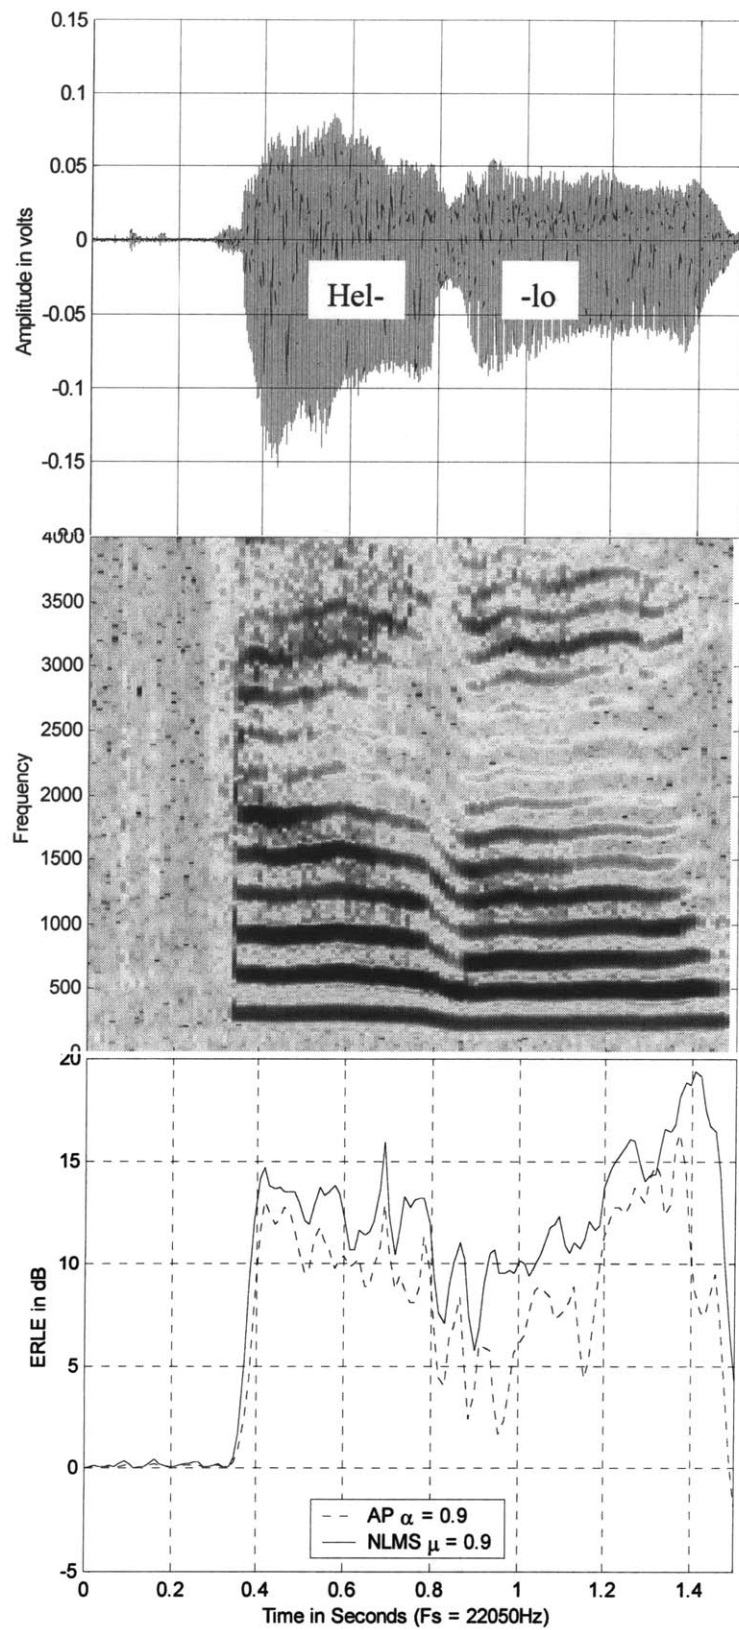 0.15
0.1
0.05
0
-0.05
-0.1
-0.15
Amplitude in volts
Hel-
-lo
4000
3500
3000
2500
2000
1500
1000
500
0
Frequency
20
15
10
5
0
-5
ERLE in dB
AP α = 0.9
NLMS μ = 0.9
0 0.2 0.4 0.6 0.8 1 1.2 1.4
Time in Seconds (Fs = 22050Hz)